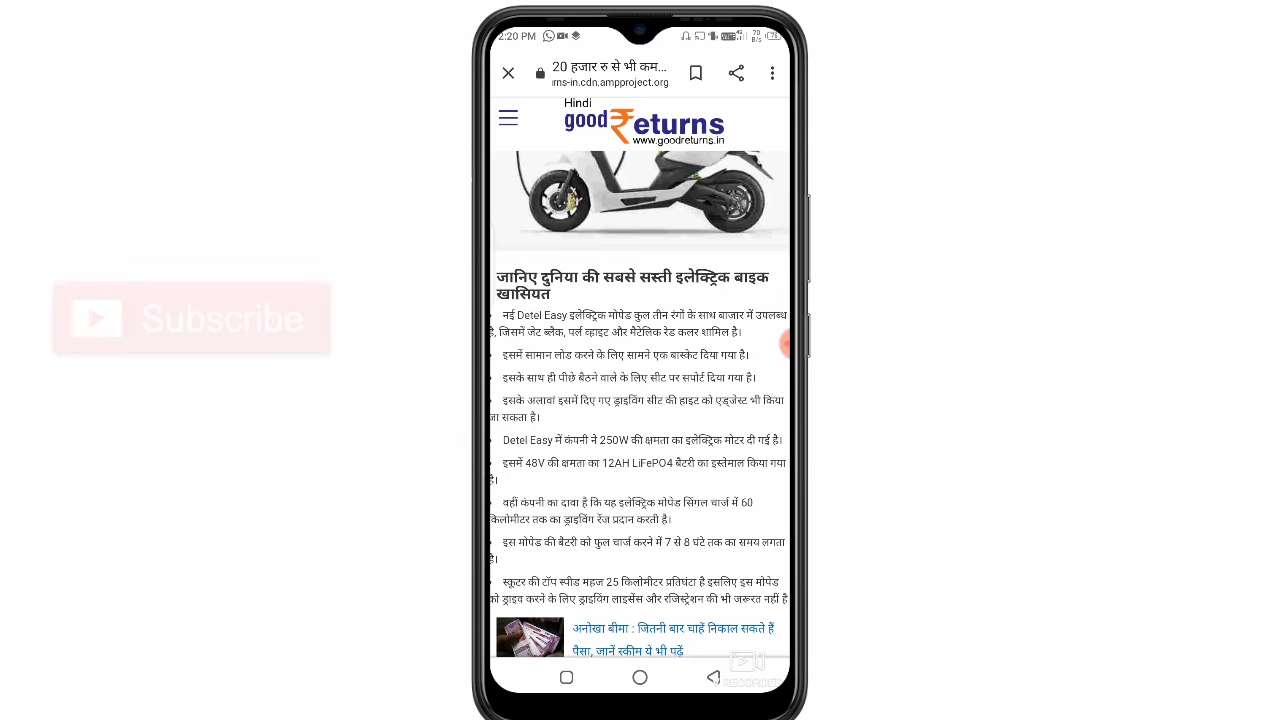 2:20 PM
20 हजार रु से भी कम...
ırns-in.cdn.ampproject.org
Hindi
good ₹eturns
www.goodreturns.in
Subscribe
जानिए दुनिया की सबसे सस्ती इलेक्ट्रिक बाइक
खासियत
नई Detel Easy इलेक्ट्रिक मोपेड कुल तीन रंगों के साथ बाजार में उपलब्ध
है, जिसमें जेट ब्लैक, पर्ल व्हाइट और मैटेलिक रेड कलर शामिल है।
इसमें सामान लोड करने के लिए सामने एक बास्केट दिया गया है।
इसके साथ ही पीछे बैठने वाले के लिए सीट पर सपोर्ट दिया गया है।
इसके अलावां इसमें दिए गए ड्राइविंग सीट की हाइट को एड्जेस्ट भी किया
जा सकता है।
Detel Easy में कंपनी ने 250W की क्षमता का इलेक्ट्रिक मोटर दी गई है।
इसमें 48V की क्षमता का 12AH LiFePO4 बैटरी का इस्तेमाल किया गया
है।
वहीं कंपनी का दावा है कि यह इलेक्ट्रिक मोपेड सिंगल चार्ज में 60
किलोमीटर तक का ड्राइविंग रेंज प्रदान करती है।
इस मोपेड की बैटरी को फुल चार्ज करने में 7 से 8 घंटे तक का समय लगता
है।
स्कूटर की टॉप स्पीड महज 25 किलोमीटर प्रतिघंटा है इसलिए इस मोपेड
को ड्राइव करने के लिए ड्राइविंग लाइसेंस और रजिस्ट्रेशन की भी जरूरत नहीं है
अनोखा बीमा : जितनी बार चाहें निकाल सकते हैं
पैसा, जानें स्कीम ये भी पढ़ें
RECORDER